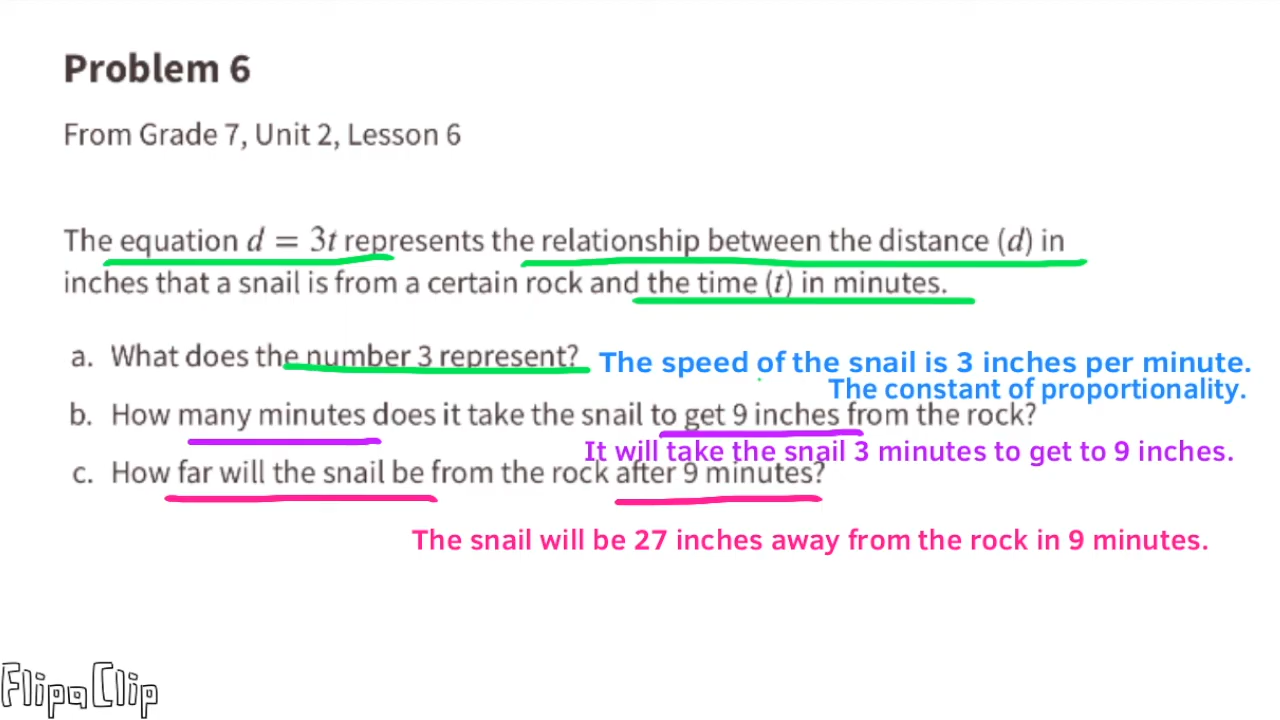 Problem 6
From Grade 7, Unit 2, Lesson 6
The equation d = 3t represents the relationship between the distance (d) in
inches that a snail is from a certain rock and the time (t) in minutes.
a. What does the number 3 represent? The speed of the snail is 3 inches per minute.
The constant of proportionality.
b. How many minutes does it take the snail to get 9 inches from the rock?
It will take the snail 3 minutes to get to 9 inches.
c. How far will the snail be from the rock after 9 minutes?
The snail will be 27 inches away from the rock in 9 minutes.
FlipaClip